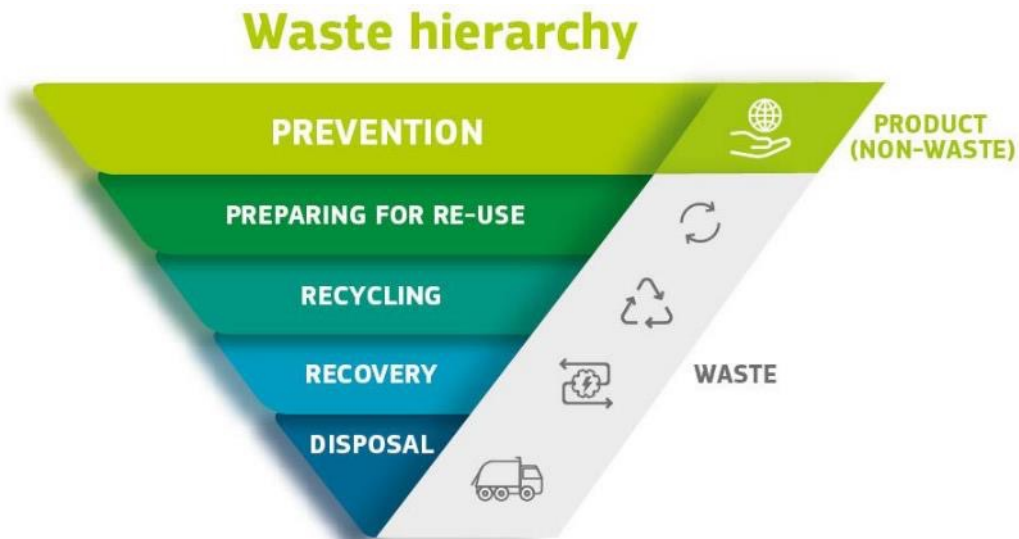 Waste hierarchy
PREVENTION
PRODUCT
(NON-WASTE)
PREPARING FOR RE-USE
RECYCLING
RECOVERY
WASTE
DISPOSAL